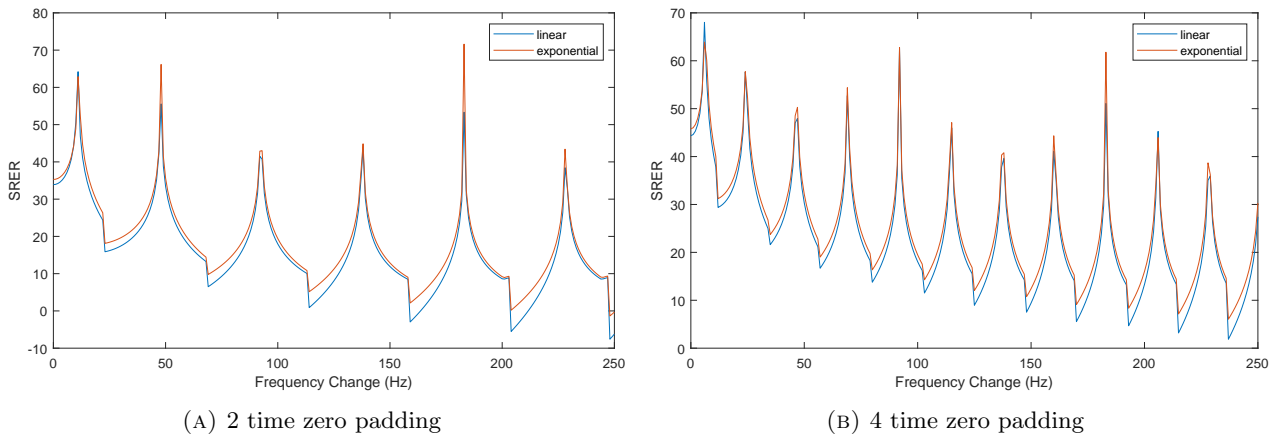 80
70
60
50
40
30
20
10
0
-10
SRER
0 50 100 150 200 250
Frequency Change (Hz)
linear
exponential
(A) 2 time zero padding
70
60
50
40
30
20
10
0
SRER
0 50 100 150 200 250
Frequency Change (Hz)
linear
exponential
(B) 4 time zero padding